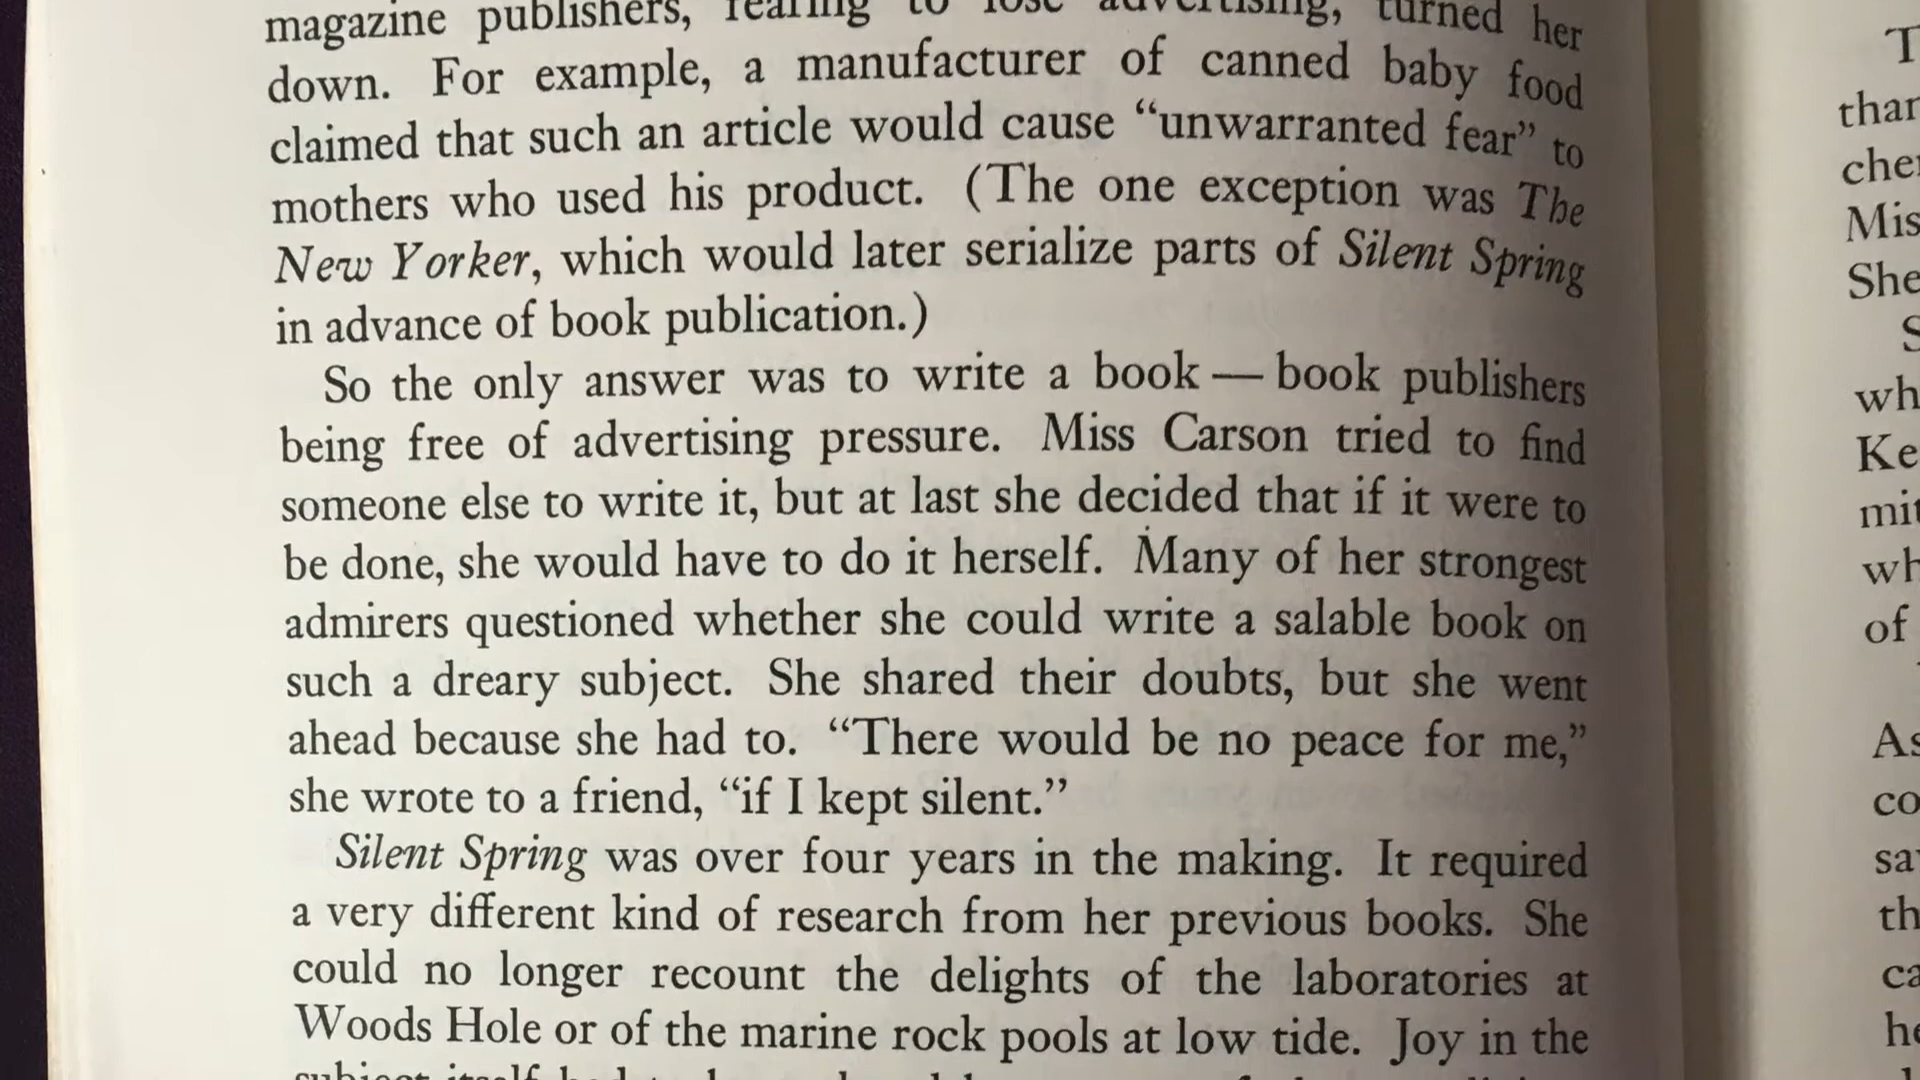 magazine publishers, fearing to lose advertising, turned her
down. For example, a manufacturer of canned baby food
claimed that such an article would cause “unwarranted fear” to
mothers who used his product. (The one exception was The
New Yorker, which would later serialize parts of Silent Spring
in advance of book publication.)
So the only answer was to write a book — book publishers
being free of advertising pressure. Miss Carson tried to find
someone else to write it, but at last she decided that if it were to
be done, she would have to do it herself. Many of her strongest
admirers questioned whether she could write a salable book on
such a dreary subject. She shared their doubts, but she went
ahead because she had to. “There would be no peace for me,”
she wrote to a friend, “if I kept silent.”
Silent Spring was over four years in the making. It required
a very different kind of research from her previous books. She
could no longer recount the delights of the laboratories at
Woods Hole or of the marine rock pools at low tide. Joy in the
subject itself had to
Mis
She
of
As